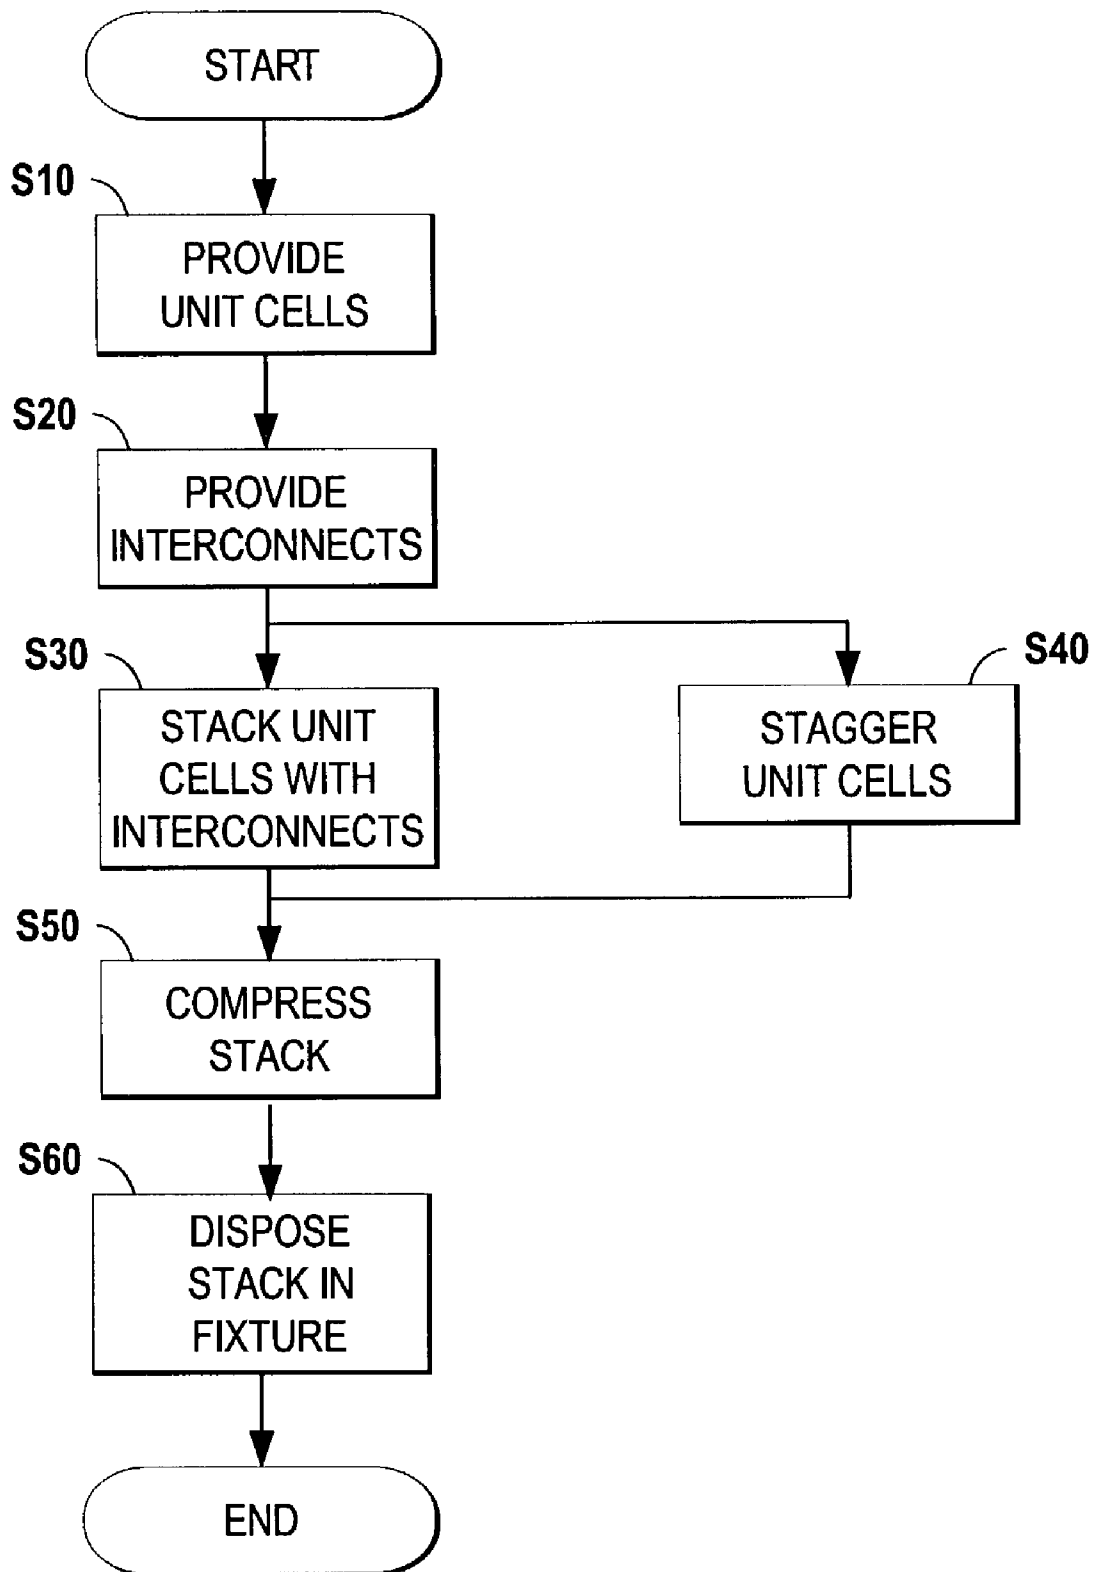 START
S10
PROVIDE
UNIT CELLS
S20
PROVIDE
INTERCONNECTS
S30
STACK UNIT
CELLS WITH
INTERCONNECTS
S40
STAGGER
UNIT CELLS
S50
COMPRESS
STACK
S60
DISPOSE
STACK IN
FIXTURE
END